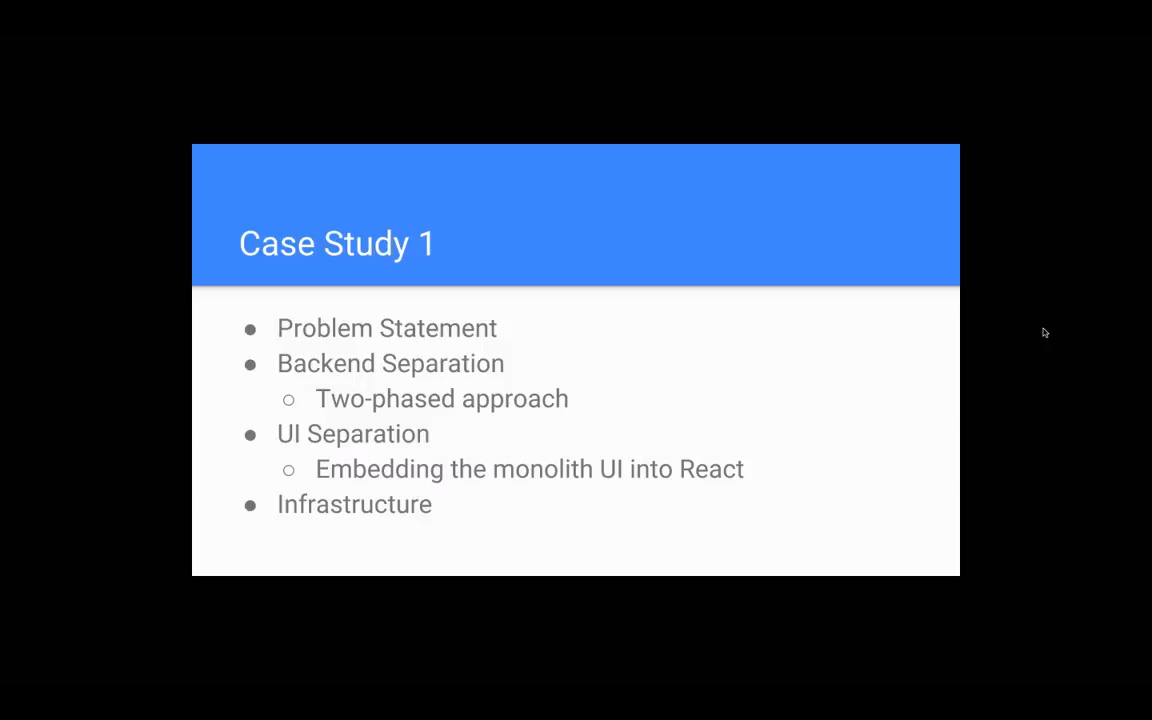 Case Study 1
● Problem Statement
● Backend Separation
○ Two-phased approach
● UI Separation
○ Embedding the monolith UI into React
● Infrastructure